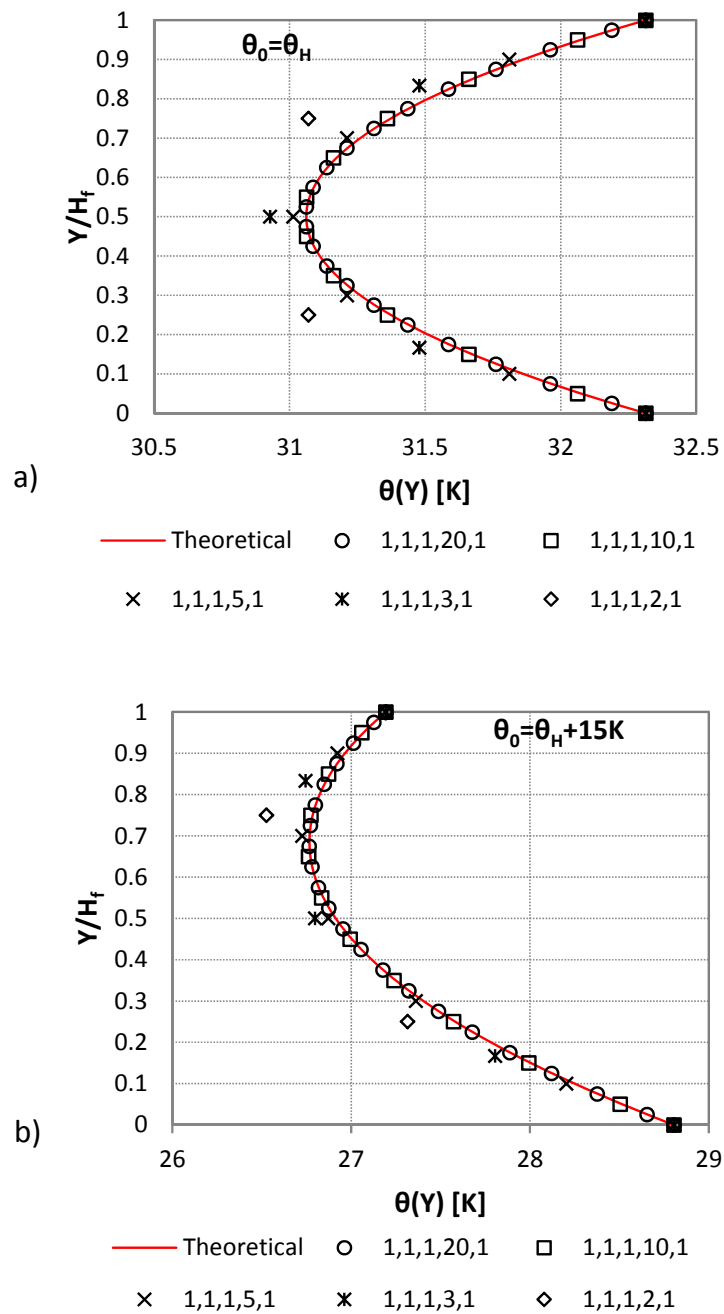 1
0.9
0.8
0.7
0.6
0.5
0.4
0.3
0.2
0.1
0
Y/Hf
θ0=θH
30.5 31 31.5 32 32.5
a)
θ(Y) [K]
Theoretical 1,1,1,20,1 1,1,1,10,1
1,1,1,5,1 1,1,1,3,1 1,1,1,2,1
1
0.9
0.8
0.7
0.6
0.5
0.4
0.3
0.2
0.1
0
Y/Hf
θ0=θH+15K
b)
26 27 28 29
θ(Y) [K]
Theoretical 1,1,1,20,1 1,1,1,10,1
1,1,1,5,1 1,1,1,3,1 1,1,1,2,1